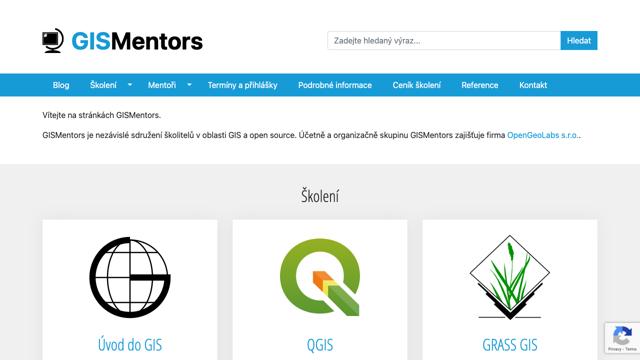 GISMentors
Zadejte hledaný výraz...
Hledat
Blog
Školení
Mentoři
Termíny a přihlášky
Podrobné informace
Ceník školení
Reference
Kontakt
Vítejte na stránkách GISMentors.
GISMentors je nezávislé sdružení školitelů v oblasti GIS a open source. Účetně a organizačně skupinu GISMentors zajišťuje firma OpenGeoLabs s.r.o..
Školení
Úvod do GIS
QGIS
GRASS GIS
Privacy - Terms